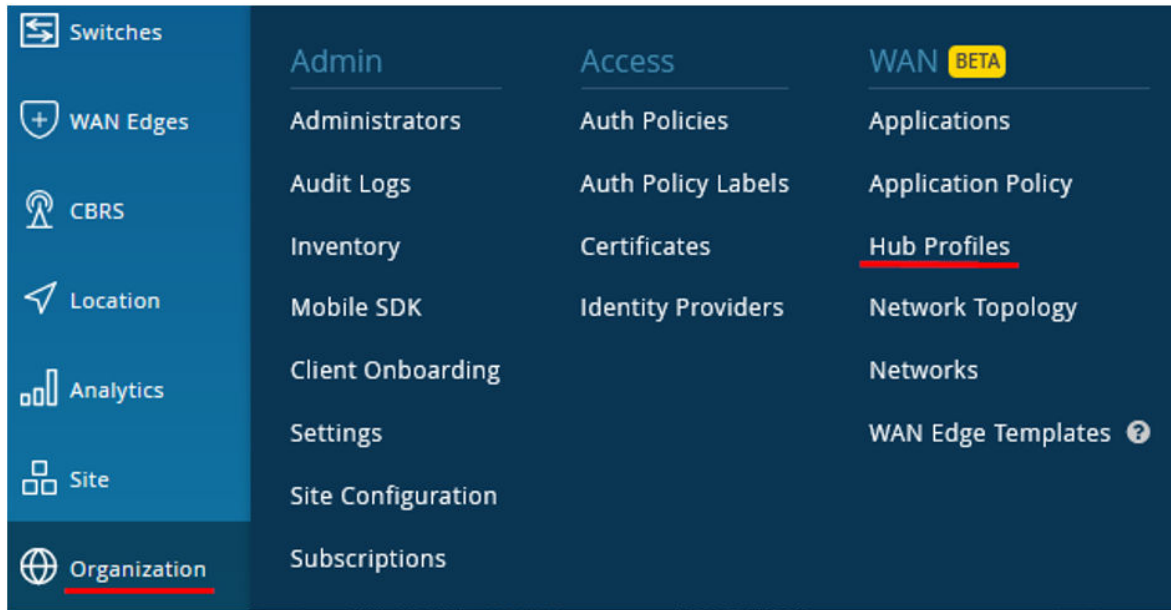 Switches
WAN Edges
CBRS
Location
Analytics
Site
Organization
Admin
Administrators
Audit Logs
Inventory
Mobile SDK
Client Onboarding
Settings
Site Configuration
Subscriptions
Access
Auth Policies
Auth Policy Labels
Certificates
Identity Providers
WAN BETA
Applications
Application Policy
Hub Profiles
Network Topology
Networks
WAN Edge Templates ?